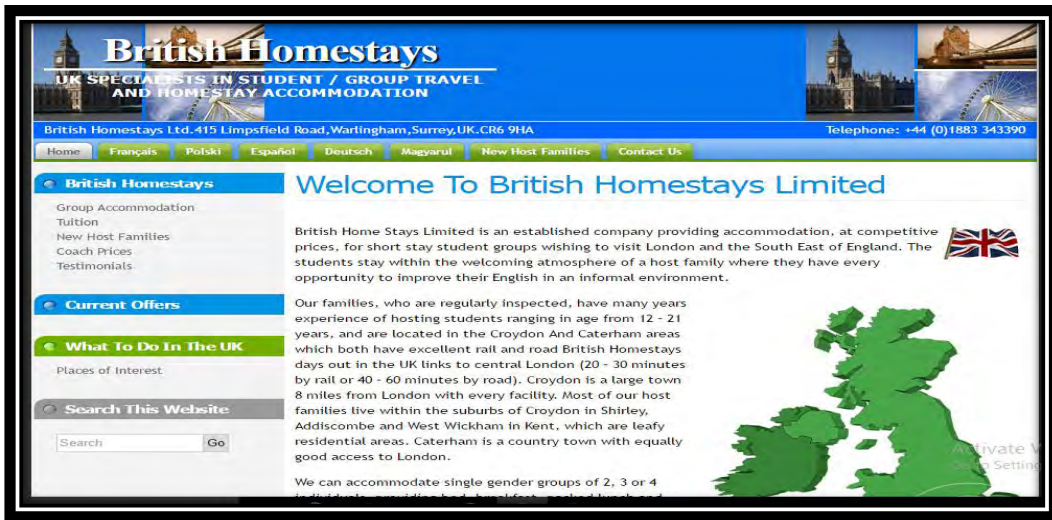 British Homestays
UK SPECIALISTS IN STUDENT / GROUP TRAVEL
AND HOMESTAY ACCOMMODATION
British Homestays Ltd.415 Limpsfield Road,Warlingham,Surrey,UK.CR6 9HA
Telephone: +44 (0)1883 343390
Home Français Polski Español Deutsch Magyarul New Host Families Contact Us
British Homestays
Group Accommodation
Tuition
New Host Families
Coach Prices
Testimonials
Current Offers
What To Do In The UK
Places of Interest
Search This Website
Search Go
Welcome To British Homestays Limited
British Home Stays Limited is an established company providing accommodation, at competitive
prices, for short stay student groups wishing to visit London and the South East of England. The
students stay within the welcoming atmosphere of a host family where they have every
opportunity to improve their English in an informal environment.
Our families, who are regularly inspected, have many years
experience of hosting students ranging in age from 12 - 21
years, and are located in the Croydon And Caterham areas
which both have excellent rail and road British Homestays
days out in the UK links to central London (20 - 30 minutes
by rail or 40 - 60 minutes by road). Croydon is a large town
8 miles from London with every facility. Most of our host
families live within the suburbs of Croydon in Shirley,
Addiscombe and West Wickham in Kent, which are leafy
residential areas. Caterham is a country town with equally
good access to London.
We can accommodate single gender groups of 2, 3 or 4